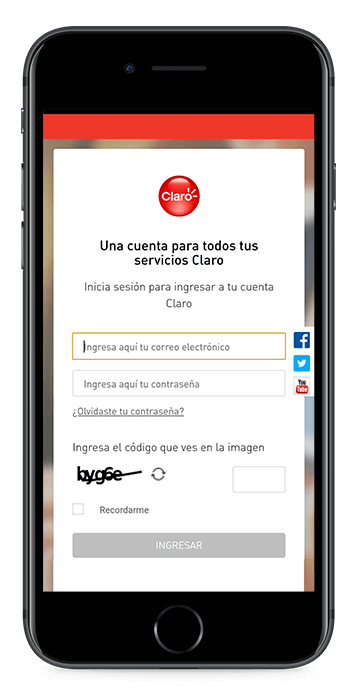 Claro
Una cuenta para todos tus
servicios Claro
Inicia sesión para ingresar a tu cuenta
Claro
Ingresa aquí tu correo electrónico
Ingresa aquí tu contraseña
¿Olvidaste tu contraseña?
Ingresa el código que ves en la imagen
byg6e
Recordarme
INGRESAR
f
You
Tube